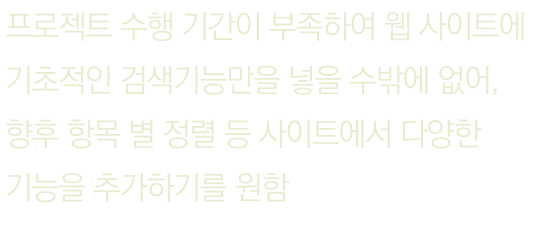 프로젝트 수행 기간이 부족하여 웹 사이트에
기초적인 검색기능만을 넣을 수밖에 없어,
향후 항목 별 정렬 등 사이트에서 다양한
기능을 추가하기를 원함